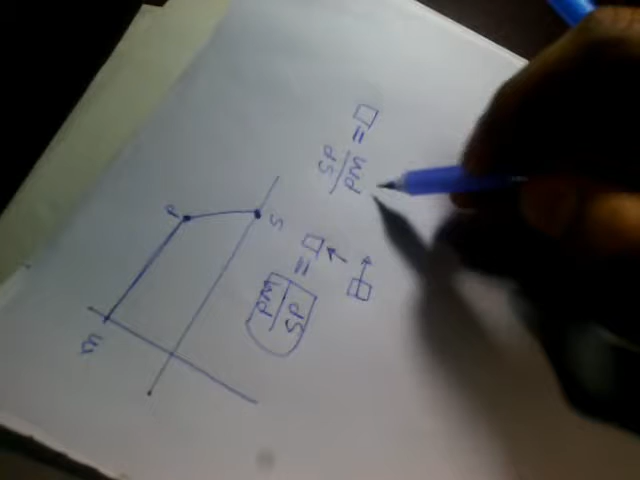 P
S
M
PM/SP = □
SP/PM = □